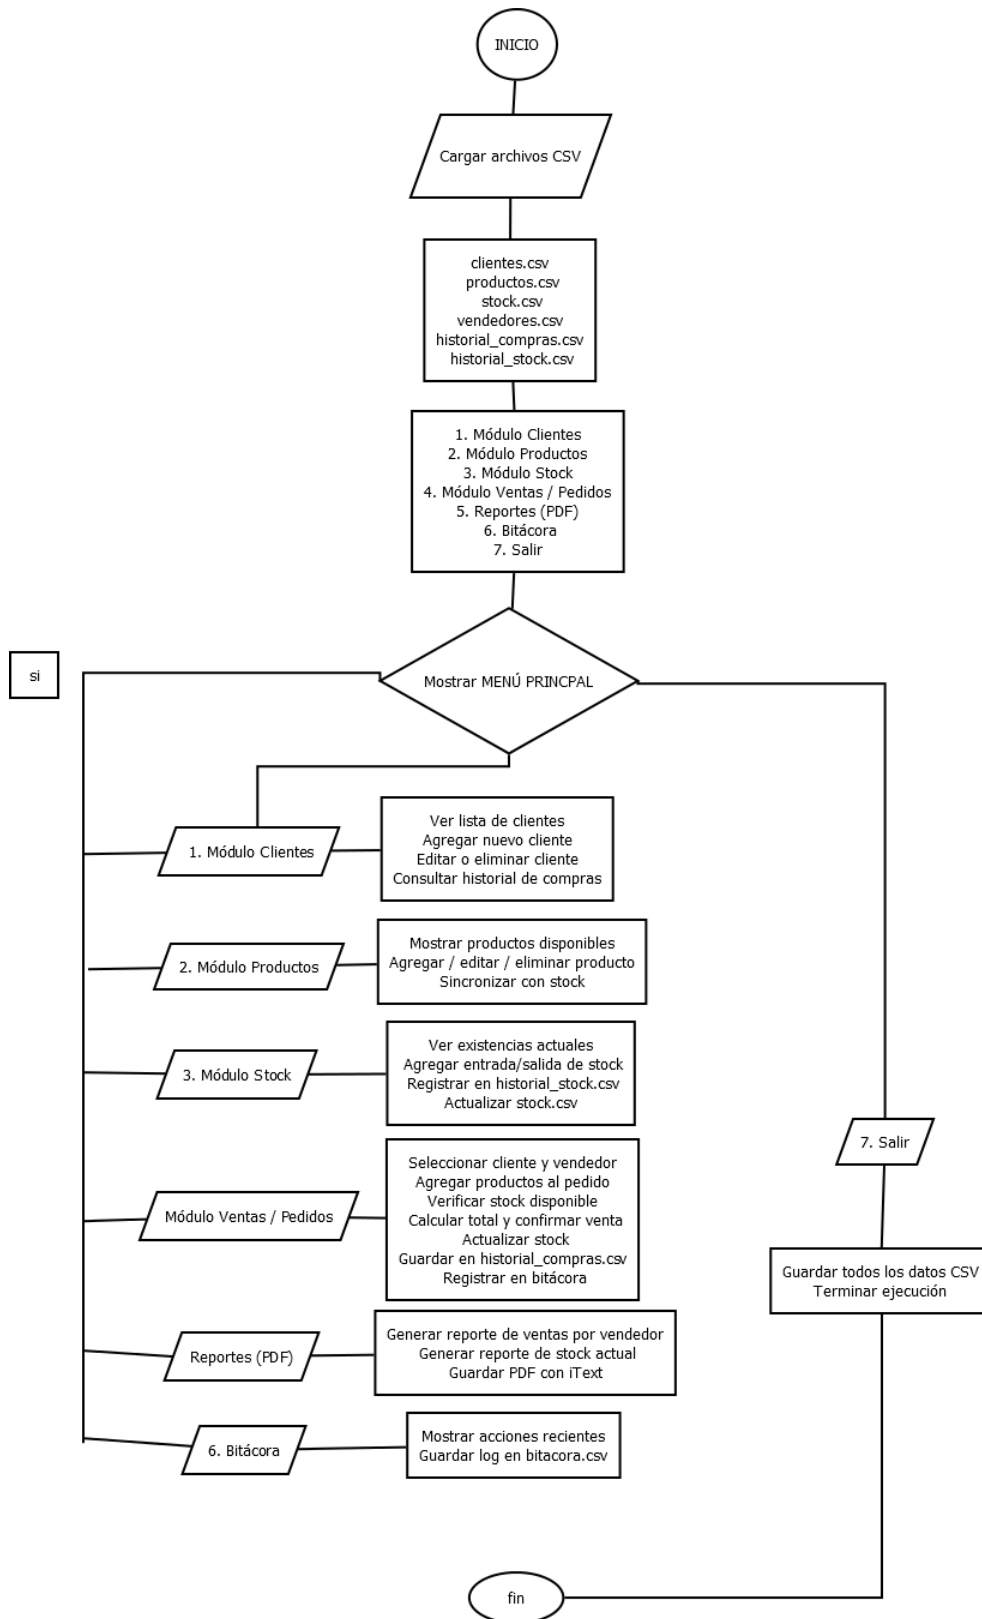 INICIO
Cargar archivos CSV
clientes.csv
productos.csv
stock.csv
vendedores.csv
historial_compras.csv
historial_stock.csv
1. Módulo Clientes
2. Módulo Productos
3. Módulo Stock
4. Módulo Ventas / Pedidos
5. Reportes (PDF)
6. Bitácora
7. Salir
si
Mostrar MENÚ PRINCPAL
1. Módulo Clientes
Ver lista de clientes
Agregar nuevo cliente
Editar o eliminar cliente
Consultar historial de compras
2. Módulo Productos
Mostrar productos disponibles
Agregar / editar / eliminar producto
Sincronizar con stock
3. Módulo Stock
Ver existencias actuales
Agregar entrada/salida de stock
Registrar en historial_stock.csv
Actualizar stock.csv
Módulo Ventas / Pedidos
Seleccionar cliente y vendedor
Agregar productos al pedido
Verificar stock disponible
Calcular total y confirmar venta
Actualizar stock
Guardar en historial_compras.csv
Registrar en bitácora
Reportes (PDF)
Generar reporte de ventas por vendedor
Generar reporte de stock actual
Guardar PDF con iText
6. Bitácora
Mostrar acciones recientes
Guardar log en bitacora.csv
7. Salir
Guardar todos los datos CSV
Terminar ejecución
fin